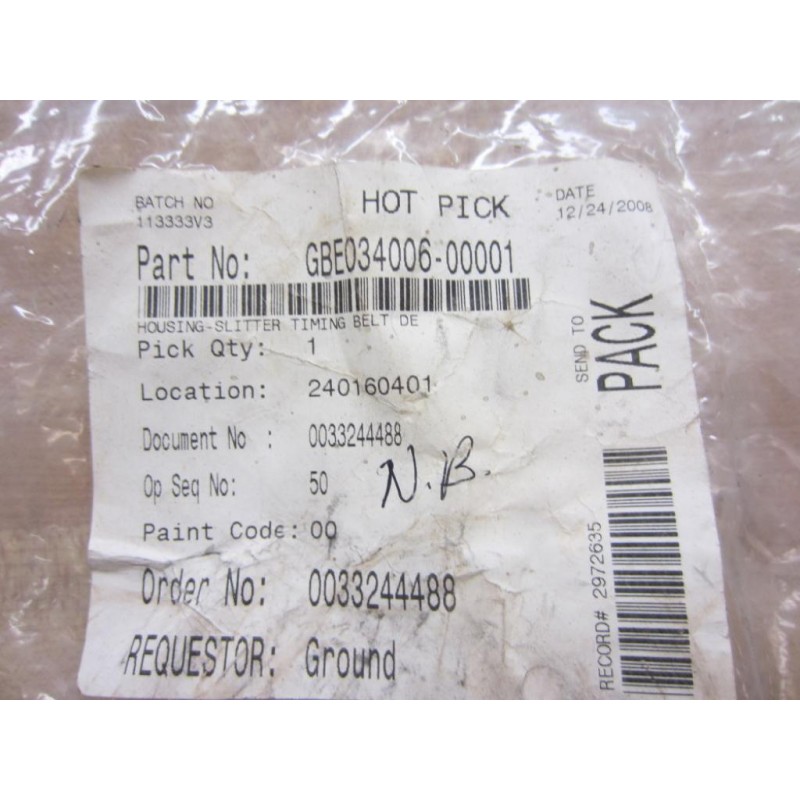 BATCH NO
113333V3
HOT PICK
DATE
12/24/2008
Part No: GBE034006-00001
HOUSING-SLITTER TIMING BELT DE
Pick Qty: 1
Location: 240160401
Document No : 0033244488
Op Seq No: 50
N.B.
Paint Code: 00
Order No: 0033244488
REQUESTOR: Ground
SEND TO
PACK
RECORD# 2972635